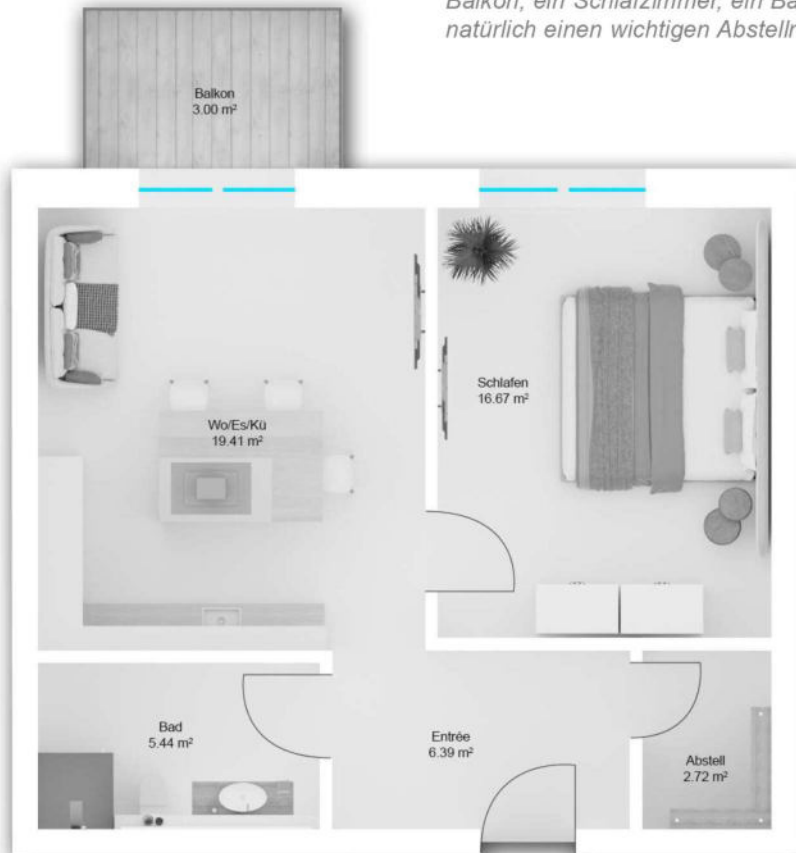 Balkon, ein Schlafzimmer, ein
natürlich einen wichtigen
Balkon
3.00 m²
Schlafen
16.67 m²
Wo/Es/Kü
19.41 m²
Bad
5.44 m²
Entrée
6.39 m²
Abstell
2.72 m²